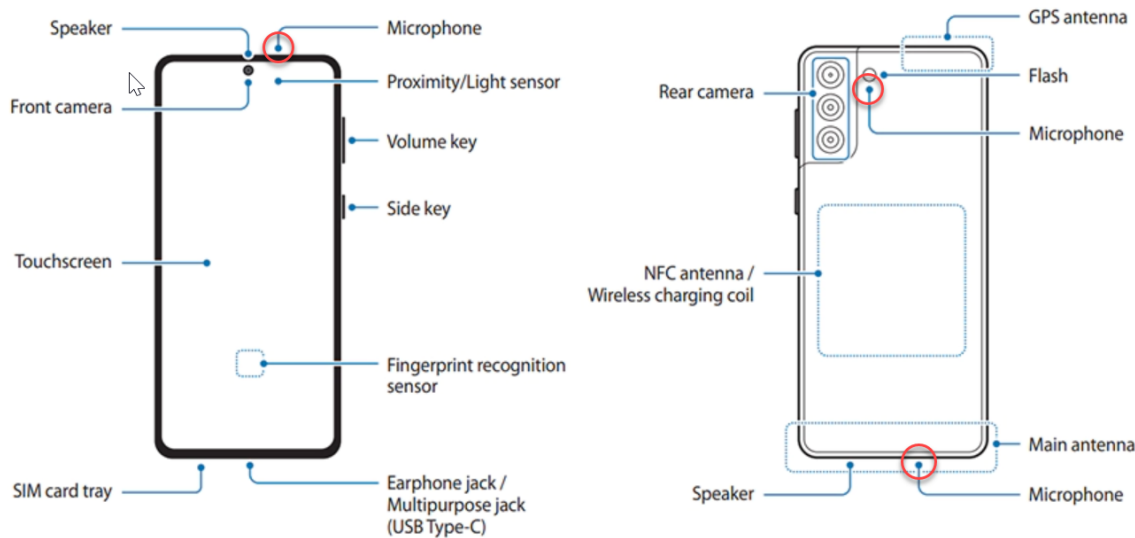 Speaker
Microphone
Front camera
Proximity/Light sensor
Volume key
Side key
Touchscreen
Fingerprint recognition
sensor
SIM card tray
Earphone jack /
Multipurpose jack
(USB Type-C)
GPS antenna
Rear camera
Flash
Microphone
NFC antenna /
Wireless charging coil
Main antenna
Speaker
Microphone